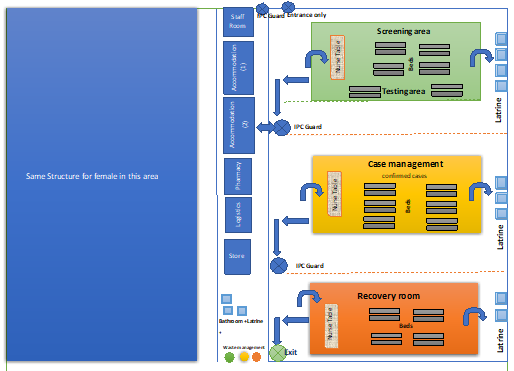 Staff
Room
IPC Guard
Entrance only
Screening area
Nurse Table
Beds
Testing area
Latrine
Accommodation
(1)
Accommodation
(2)
IPC Guard
Same Structure for female in this area
Pharmacy
Case management
confirmed cases
Nurse Table
Beds
Latrine
Logistics
Store
IPC Guard
Recovery room
Nurse Table
Beds
Latrine
Bathroom +Latrine
+
Waste management
Exit